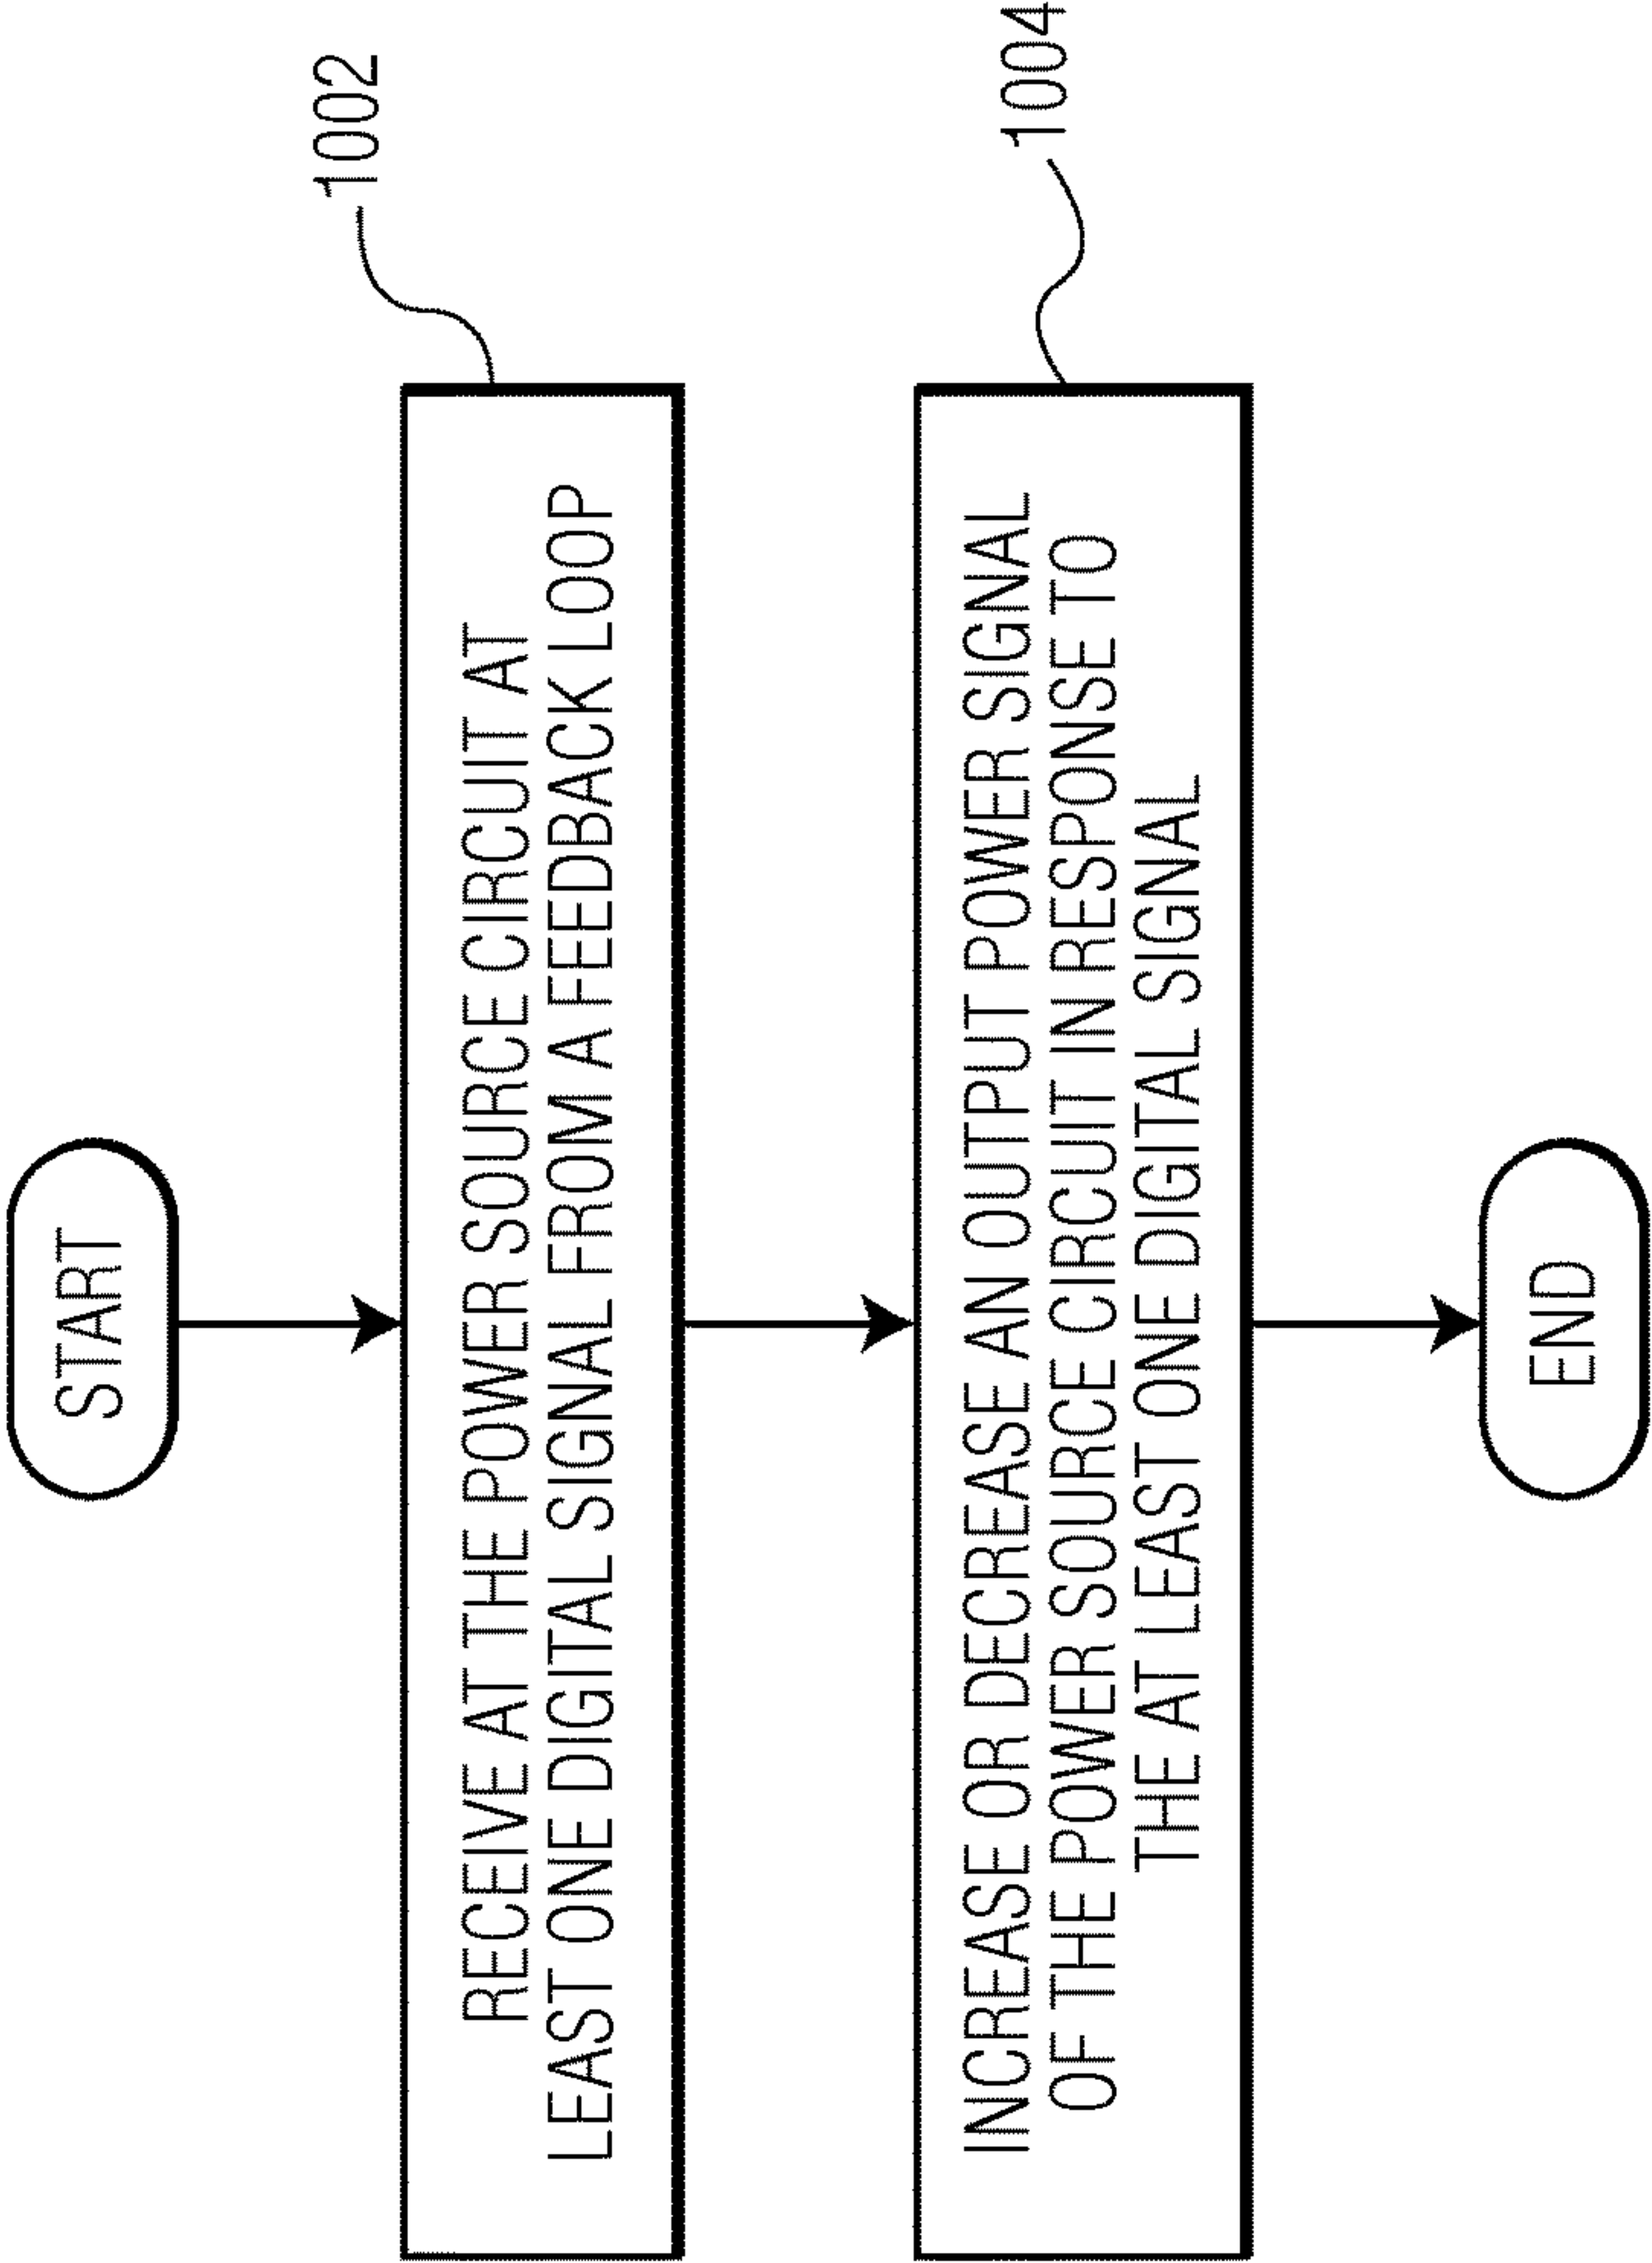 START
1002
RECEIVE AT THE POWER SOURCE CIRCUIT AT
LEAST ONE DIGITAL SIGNAL FROM A FEEDBACK LOOP
1004
INCREASE OR DECREASE AN OUTPUT POWER SIGNAL
OF THE POWER SOURCE CIRCUIT IN RESPONSE TO
THE AT LEAST ONE DIGITAL SIGNAL
END